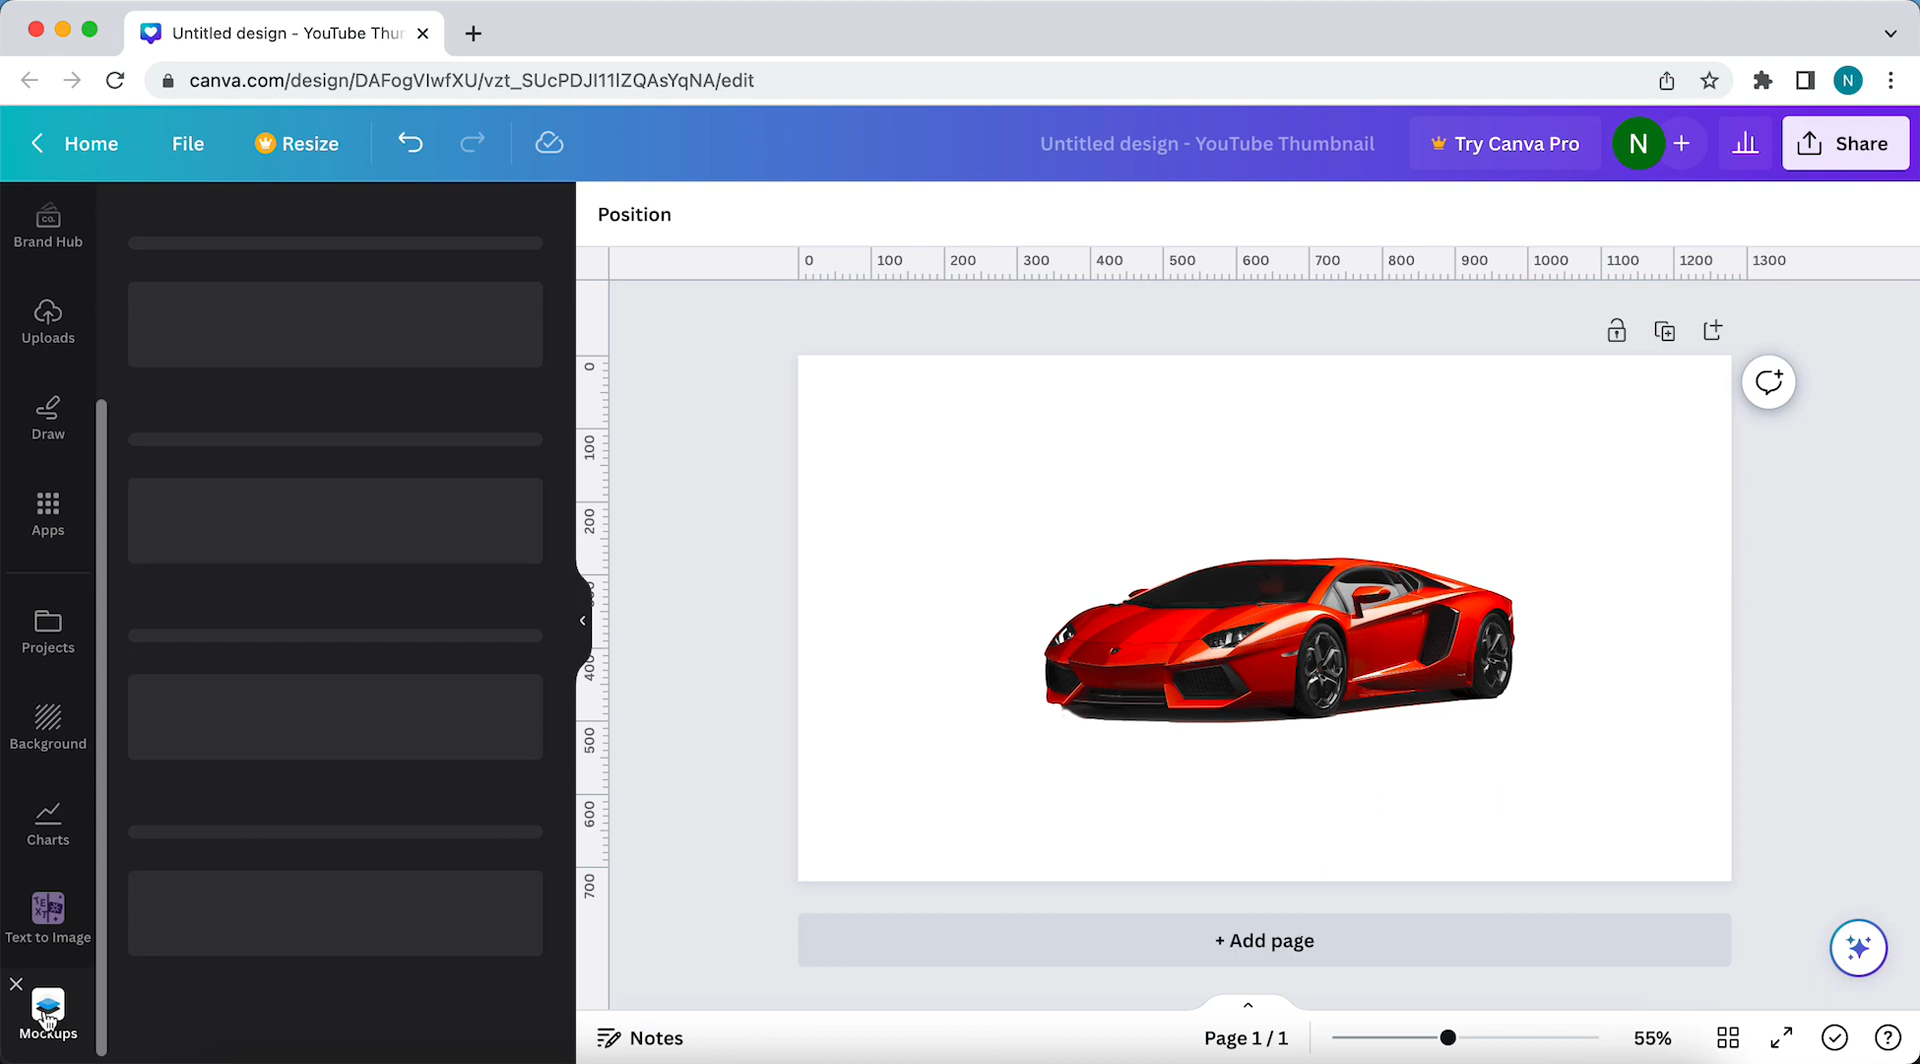 Untitled design - YouTube Thur
canva.com/design/DAFogVIwfXU/vzt_SUcPDJI11IZQAsYqNA/edit
N
Home
File
Resize
Untitled design - YouTube Thumbnail
Try Canva Pro
N
+
Share
Position
CO.
Brand Hub
Uploads
Draw
Apps
Projects
Background
Charts
TEXT
Text to Image
Mockups
0 100 200 300 400 500 600 700 800 900 1000 1100 1200 1300
0
100
200
400
500
600
700
+ Add page
Notes
Page 1 / 1
55%
?